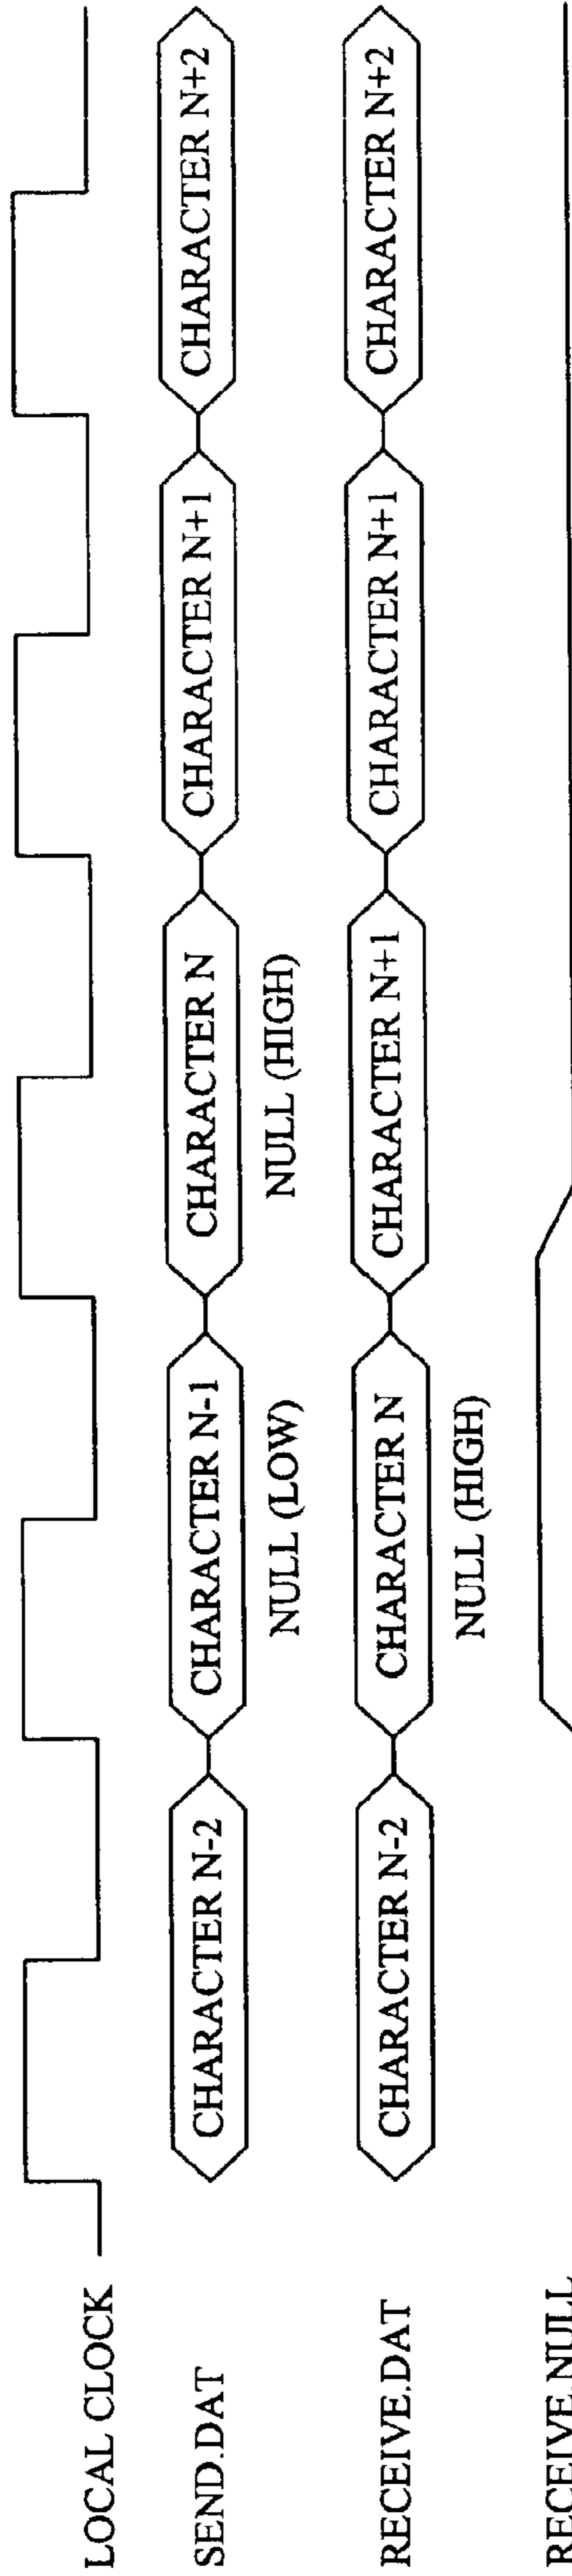 LOCAL CLOCK
SEND.DAT
CHARACTER N-2
CHARACTER N-1
CHARACTER N
CHARACTER N+1
CHARACTER N+2
NULL (LOW)
NULL (HIGH)
RECEIVE.DAT
CHARACTER N-2
CHARACTER N
CHARACTER N+1
CHARACTER N+1
CHARACTER N+2
NULL (HIGH)
RECEIVE.NULL